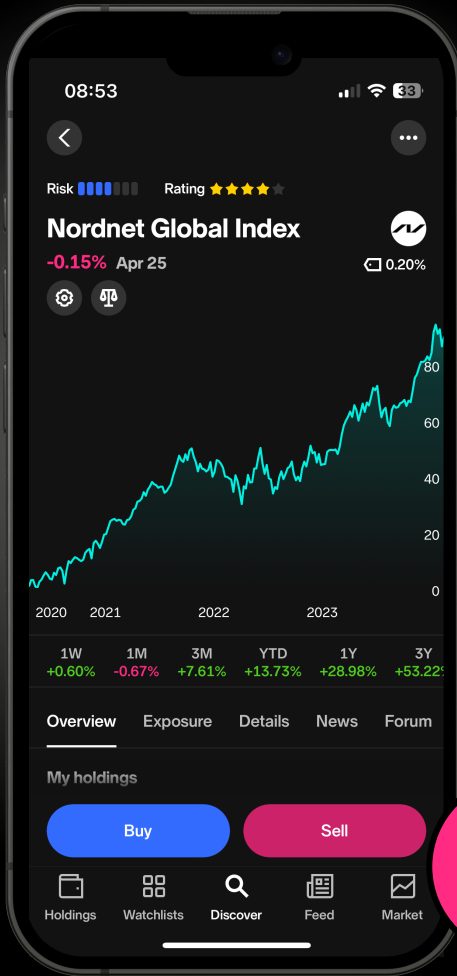 08:53 33
Risk Rating
Nordnet Global Index
-0.15% Apr 25 0.20%
80
60
40
20
0
2020 2021 2022 2023
1W 1M 3M YTD 1Y 3Y
+0.60% -0.67% +7.61% +13.73% +28.98% +53.22
Overview Exposure Details News Forum
My holdings
Buy Sell
Holdings Watchlists Discover Feed Market